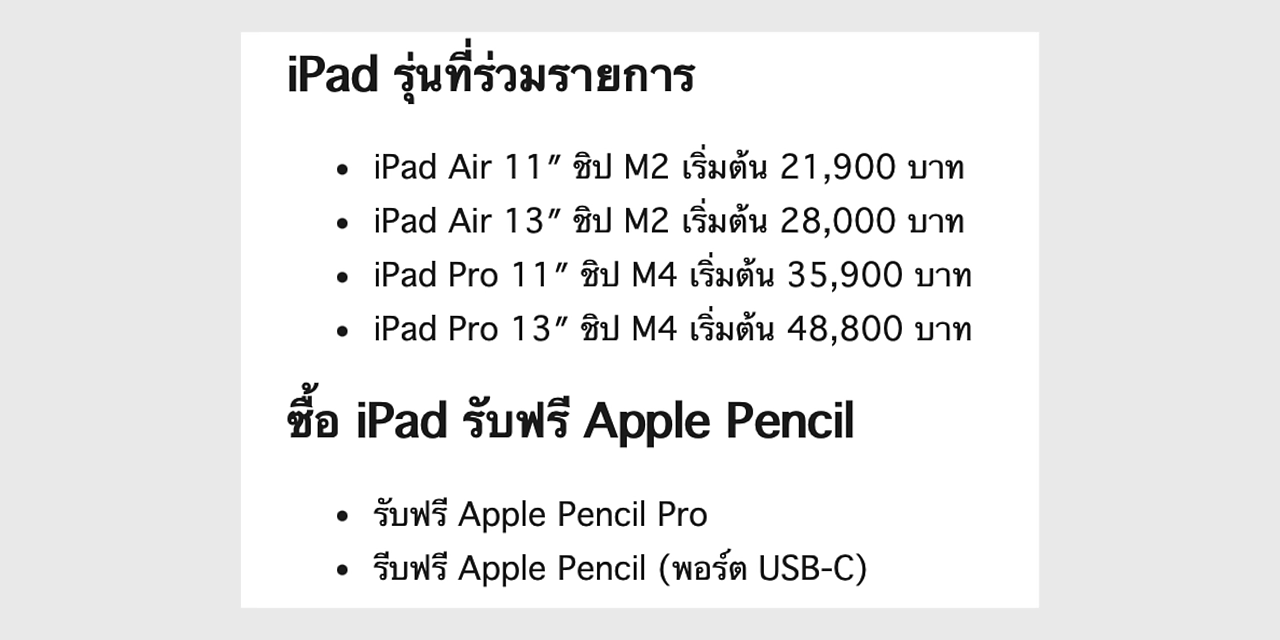 iPad รุ่นที่ร่วมรายการ
• iPad Air 11″ ชิป M2 เริ่มต้น 21,900 บาท
• iPad Air 13″ ชิป M2 เริ่มต้น 28,000 บาท
• iPad Pro 11″ ชิป M4 เริ่มต้น 35,900 บาท
• iPad Pro 13″ ชิป M4 เริ่มต้น 48,800 บาท
ซื้อ iPad รับฟรี Apple Pencil
• รับฟรี Apple Pencil Pro
• รีบฟรี Apple Pencil (พอร์ต USB-C)